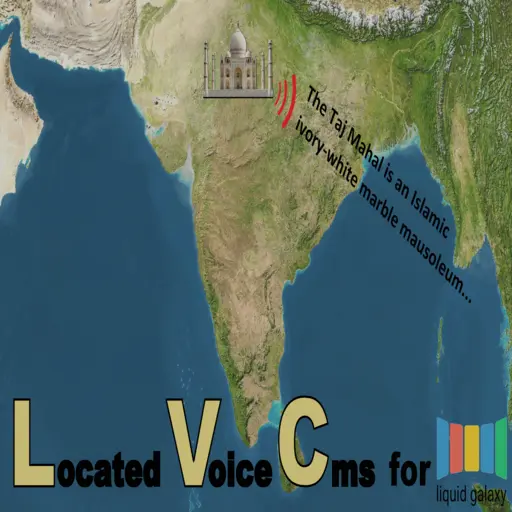 The Taj Mahal is an Islamic
ivory-white marble mausoleum...
Located Voice Cms for
liquid galaxy